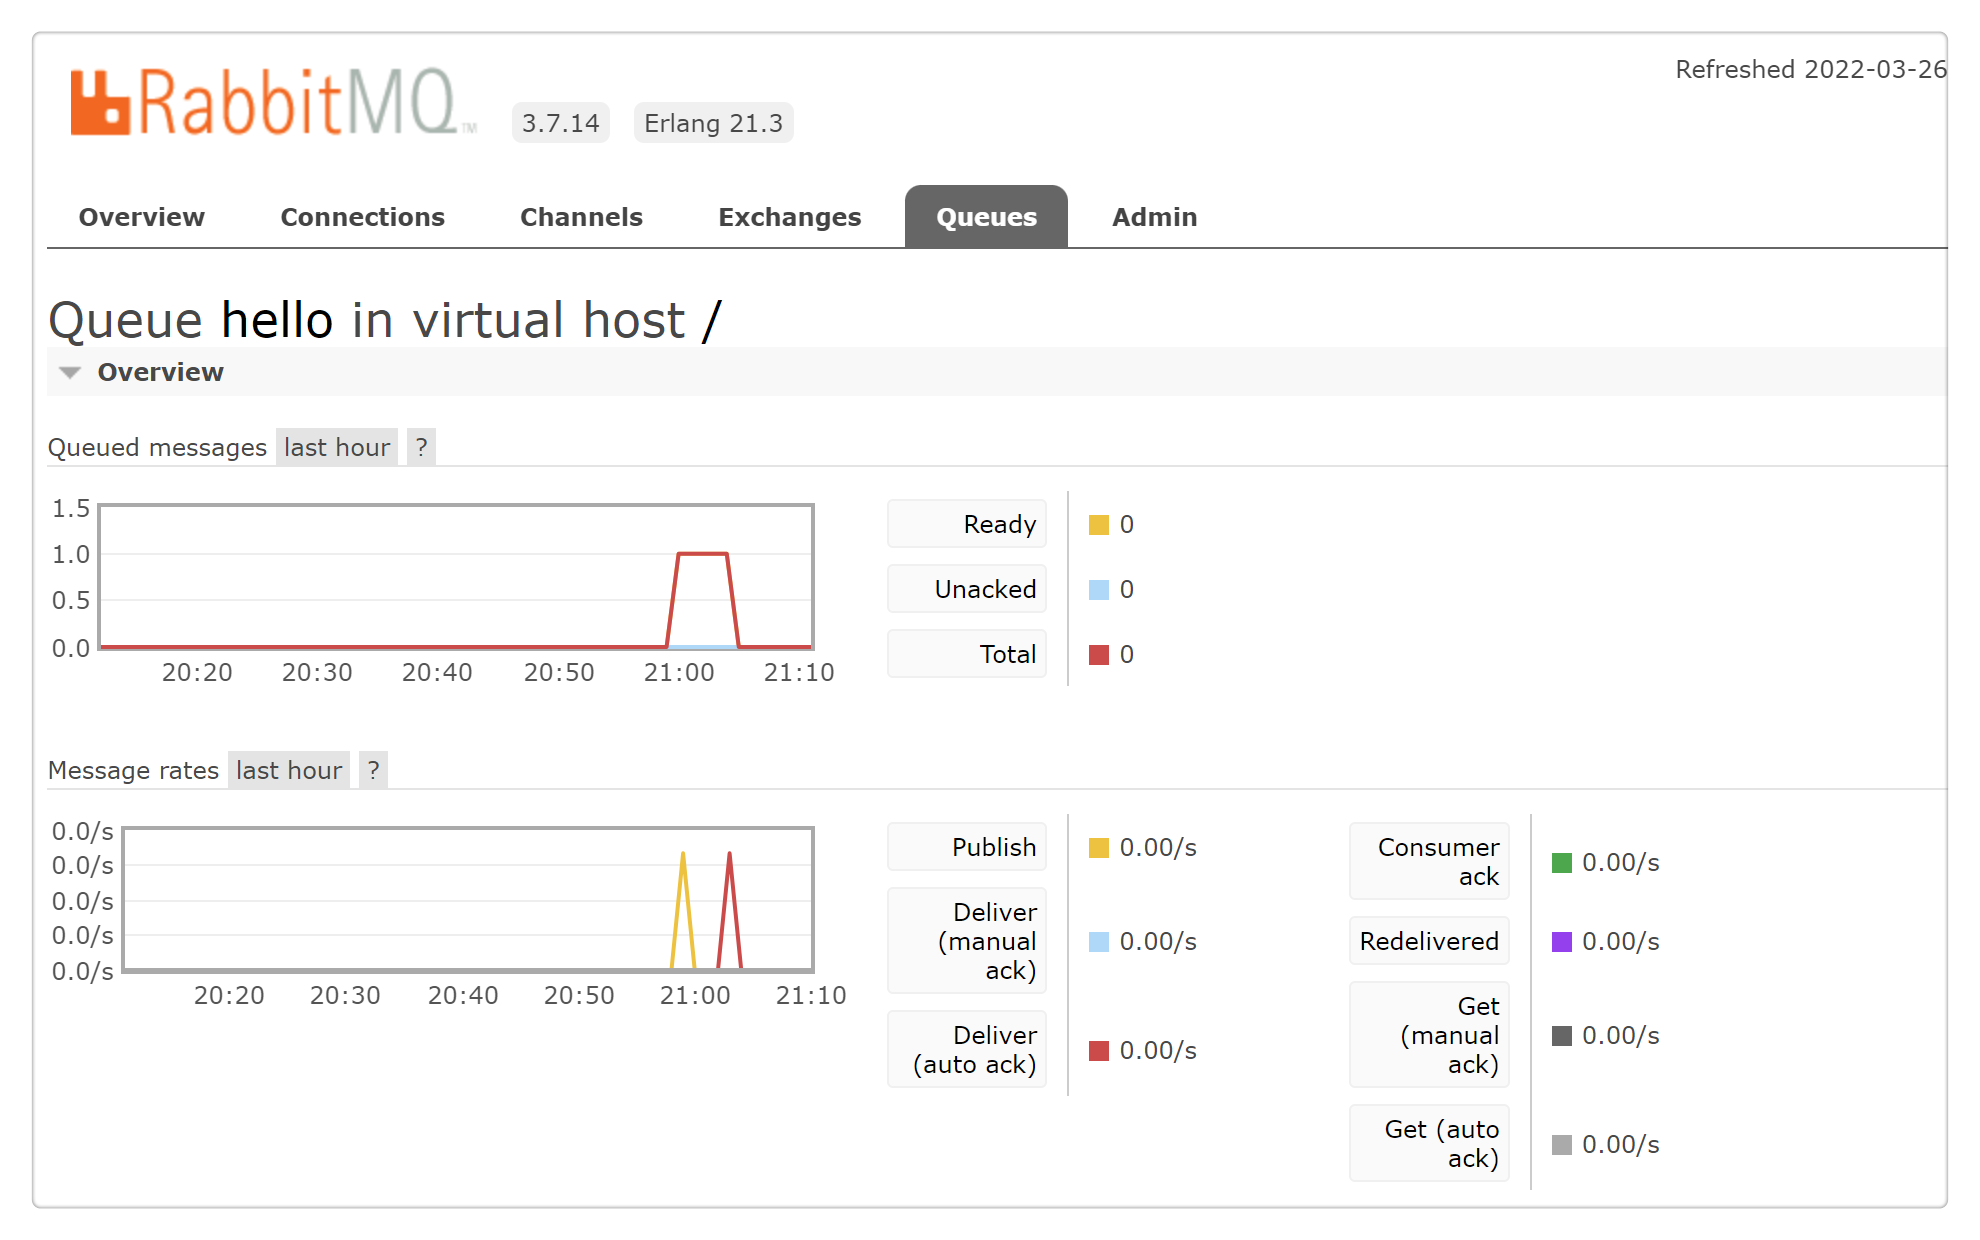 Refreshed 2022-03-26
RabbitMQ™ 3.7.14 Erlang 21.3
Overview Connections Channels Exchanges Queues Admin
Queue hello in virtual host /
Overview
Queued messages last hour ?
1.5
1.0
0.5
0.0
20:20 20:30 20:40 20:50 21:00 21:10
Ready 0
Unacked 0
Total 0
Message rates last hour ?
0.0/s
0.0/s
0.0/s
0.0/s
0.0/s
20:20 20:30 20:40 20:50 21:00 21:10
Publish 0.00/s
Deliver
(manual
ack) 0.00/s
Deliver
(auto ack) 0.00/s
Consumer
ack 0.00/s
Redelivered 0.00/s
Get
(manual
ack) 0.00/s
Get (auto
ack) 0.00/s